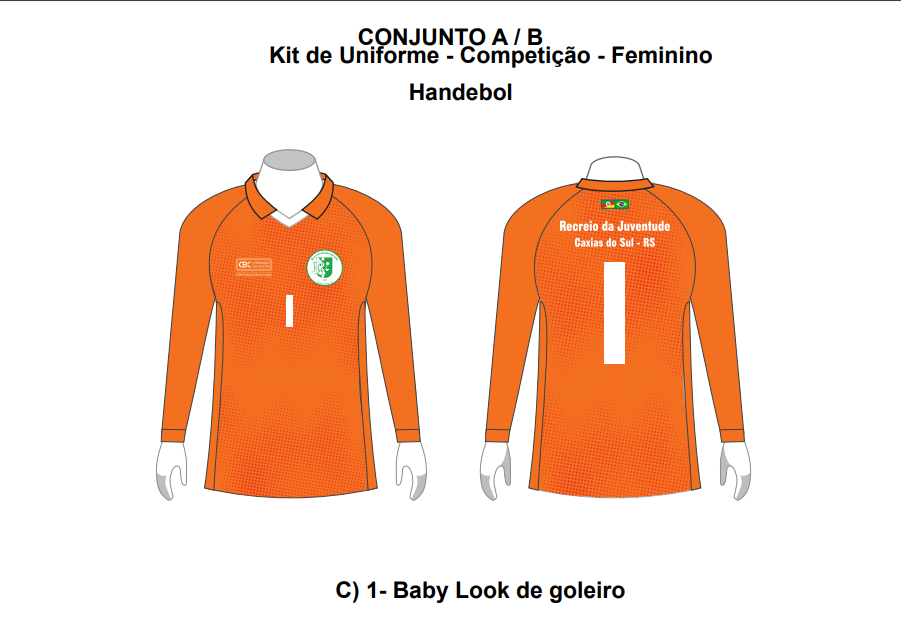 CONJUNTO A / B
Kit de Uniforme - Competição - Feminino
Handebol
CBC
Recreio da Juventude
Caxias do Sul - RS
1
1
C) 1- Baby Look de goleiro